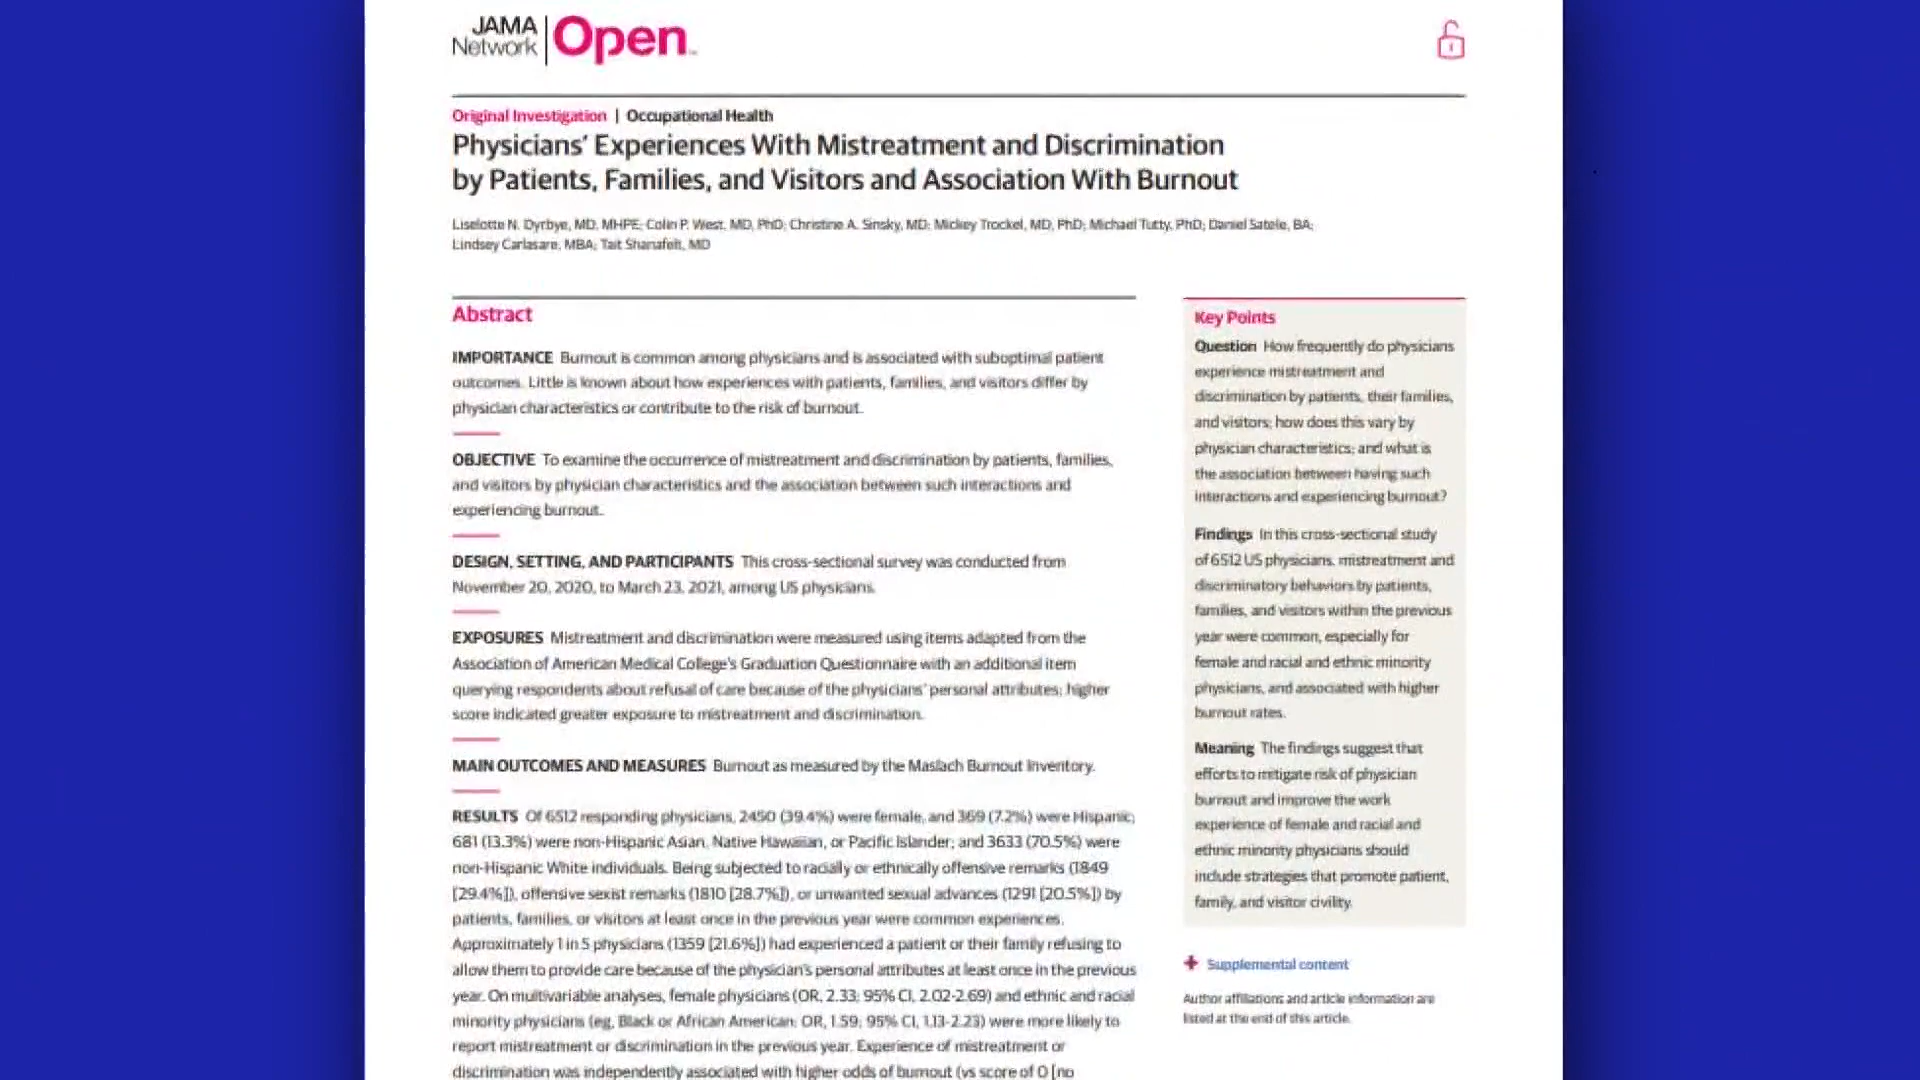 JAMA
Network
Open
Original Investigation | Occupational Health
Physicians’ Experiences With Mistreatment and Discrimination
by Patients, Families, and Visitors and Association With Burnout
Liselotte N. Dyrbye, MD, MHPE; Colin P. West, MD, PhD; Christine A. Sinsky, MD; Mickey Trockel, MD, PhD; Michael Tutty, PhD; Daniel Satele, BA;
Lindsey Carlasare, MBA; Tait Shanafelt, MD
Abstract
IMPORTANCE Burnout is common among physicians and is associated with suboptimal patient
outcomes. Little is known about how experiences with patients, families, and visitors differ by
physician characteristics or contribute to the risk of burnout.
OBJECTIVE To examine the occurrence of mistreatment and discrimination by patients, families,
and visitors by physician characteristics and the association between such interactions and
experiencing burnout.
DESIGN, SETTING, AND PARTICIPANTS This cross-sectional survey was conducted from
November 20, 2020, to March 23, 2021, among US physicians.
EXPOSURES Mistreatment and discrimination were measured using items adapted from the
Association of American Medical College’s Graduation Questionnaire with an additional item
querying respondents about refusal of care because of the physicians’ personal attributes; higher
score indicated greater exposure to mistreatment and discrimination.
MAIN OUTCOMES AND MEASURES Burnout as measured by the Maslach Burnout Inventory.
RESULTS Of 6512 responding physicians, 2450 (39.4%) were female, and 369 (7.2%) were Hispanic;
681 (13.3%) were non-Hispanic Asian, Native Hawaiian, or Pacific Islander; and 3633 (70.5%) were
non-Hispanic White individuals. Being subjected to racially or ethnically offensive remarks (1849
[29.4%]), offensive sexist remarks (1810 [28.7%]), or unwanted sexual advances (1291 [20.5%]) by
patients, families, or visitors at least once in the previous year were common experiences.
Approximately 1 in 5 physicians (1359 [21.6%]) had experienced a patient or their family refusing to
allow them to provide care because of the physician’s personal attributes at least once in the previous
year. On multivariable analyses, female physicians (OR, 2.33; 95% CI, 2.02-2.69) and ethnic and racial
minority physicians (eg, Black or African American: OR, 1.59; 95% CI, 1.13-2.23) were more likely to
report mistreatment or discrimination in the previous year. Experience of mistreatment or
discrimination was independently associated with higher odds of burnout (vs score of 0 [no
Key Points
Question How frequently do physicians
experience mistreatment and
discrimination by patients, their families,
and visitors; how does this vary by
physician characteristics; and what is
the association between having such
interactions and experiencing burnout?
Findings In this cross-sectional study
of 6512 US physicians, mistreatment and
discriminatory behaviors by patients,
families, and visitors within the previous
year were common, especially for
female and racial and ethnic minority
physicians, and associated with higher
burnout rates.
Meaning The findings suggest that
efforts to mitigate risk of physician
burnout and improve the work
experience of female and racial and
ethnic minority physicians should
include strategies that promote patient,
family, and visitor civility.
Supplemental content
Author affiliations and article information are
listed at the end of this article.